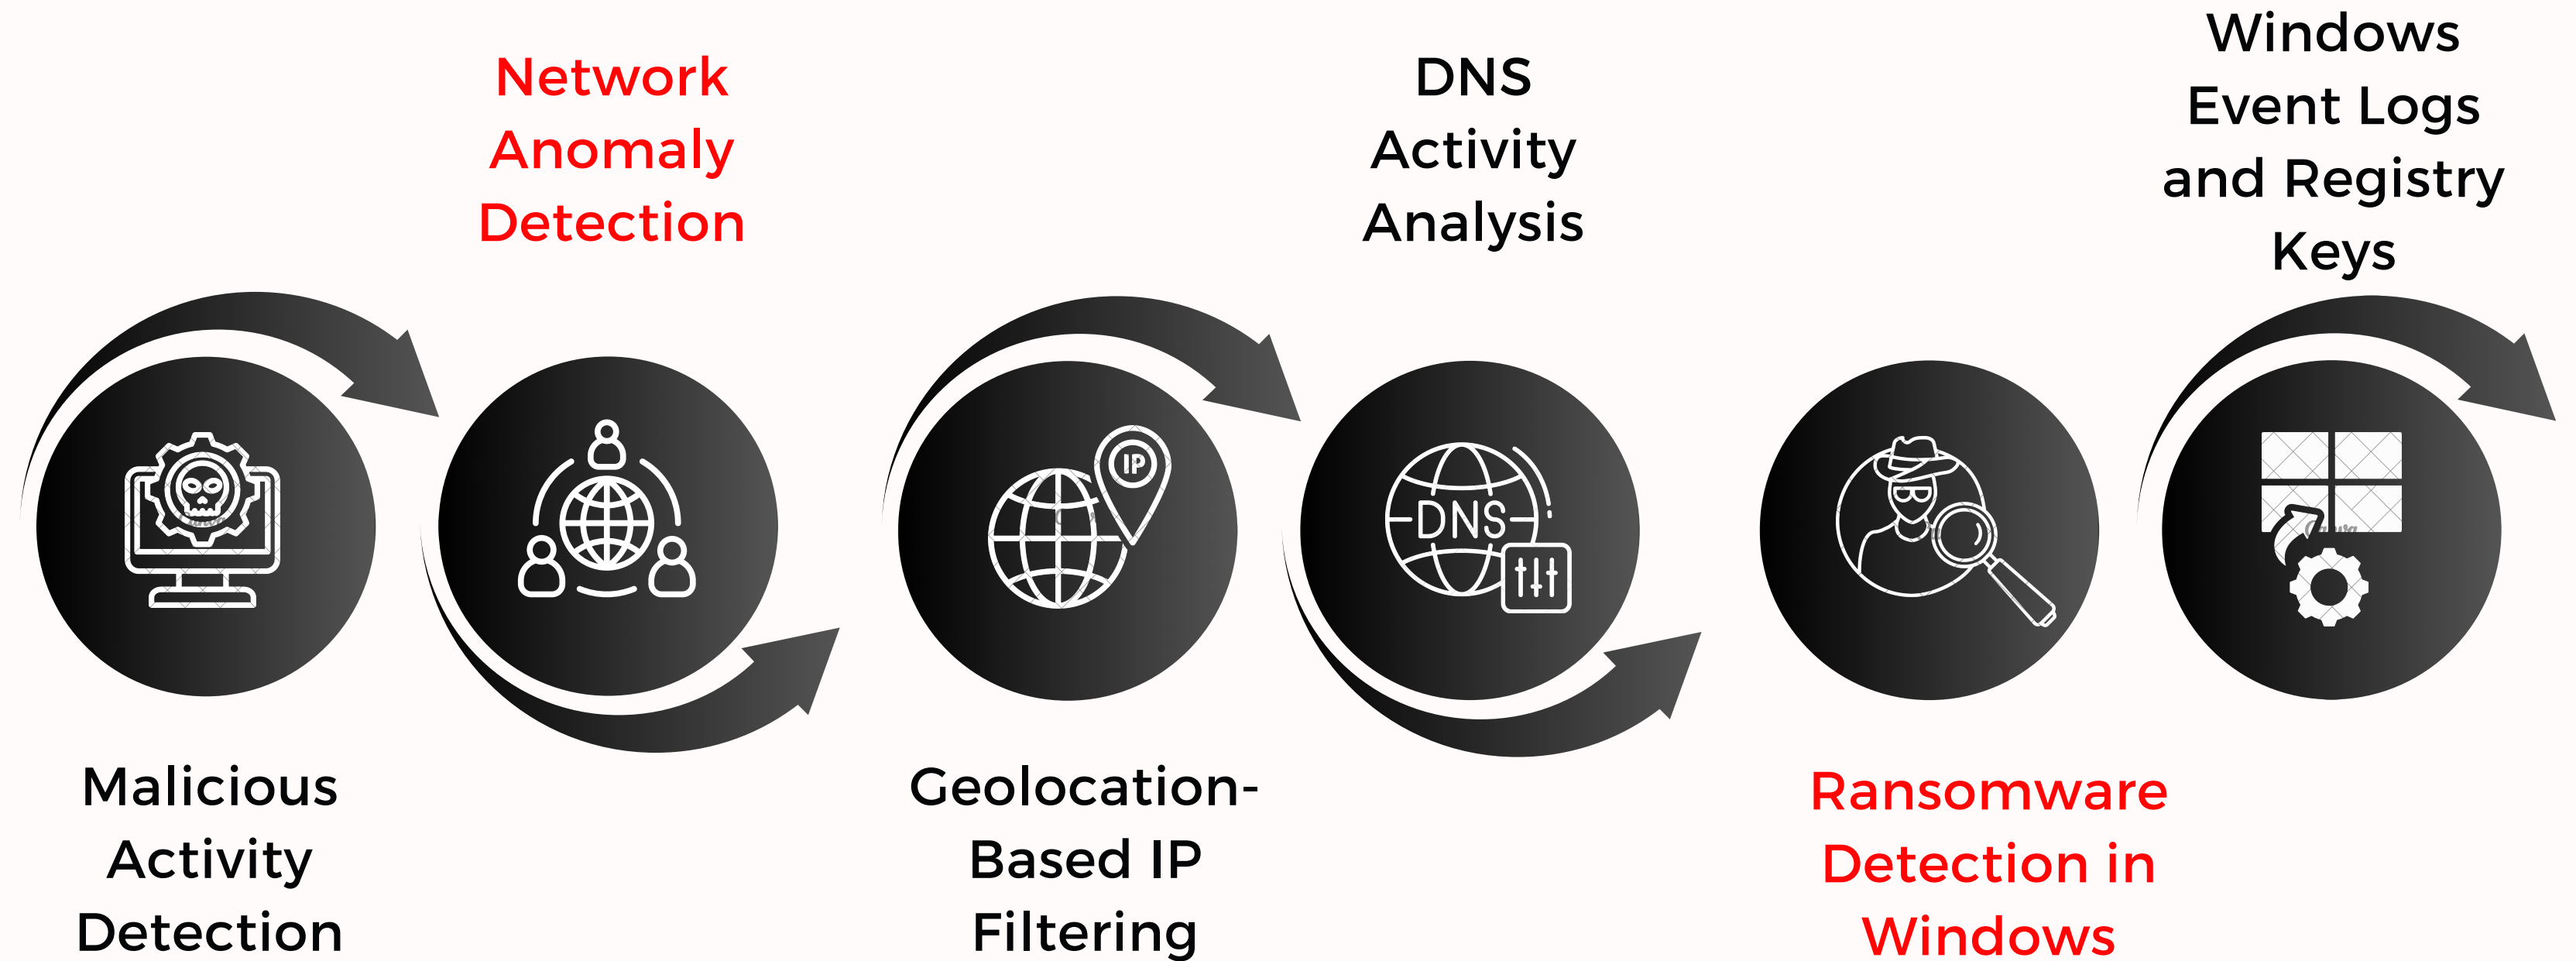 Malicious
Activity
Detection
Network
Anomaly
Detection
IP
Geolocation-
Based IP
Filtering
DNS
Activity
Analysis
DNS
Ransomware
Detection in
Windows
Windows
Event Logs
and Registry
Keys
Canva